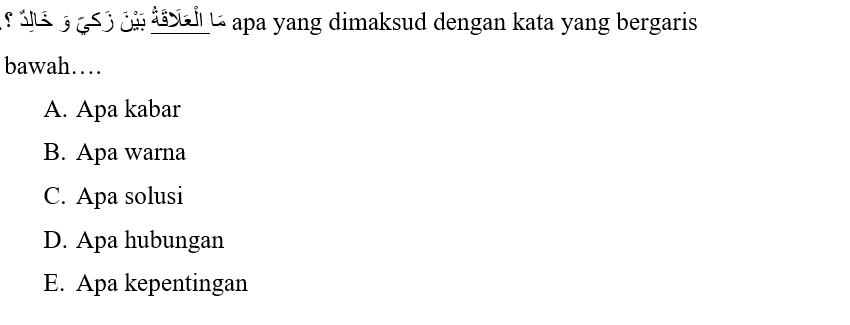 مَا الْعَلَاقَةُ بَيْنَ زَكيّ وَ خَالِدٌ ؟. apa yang dimaksud dengan kata yang bergaris
bawah....
A. Apa kabar
B. Apa warna
C. Apa solusi
D. Apa hubungan
E. Apa kepentingan